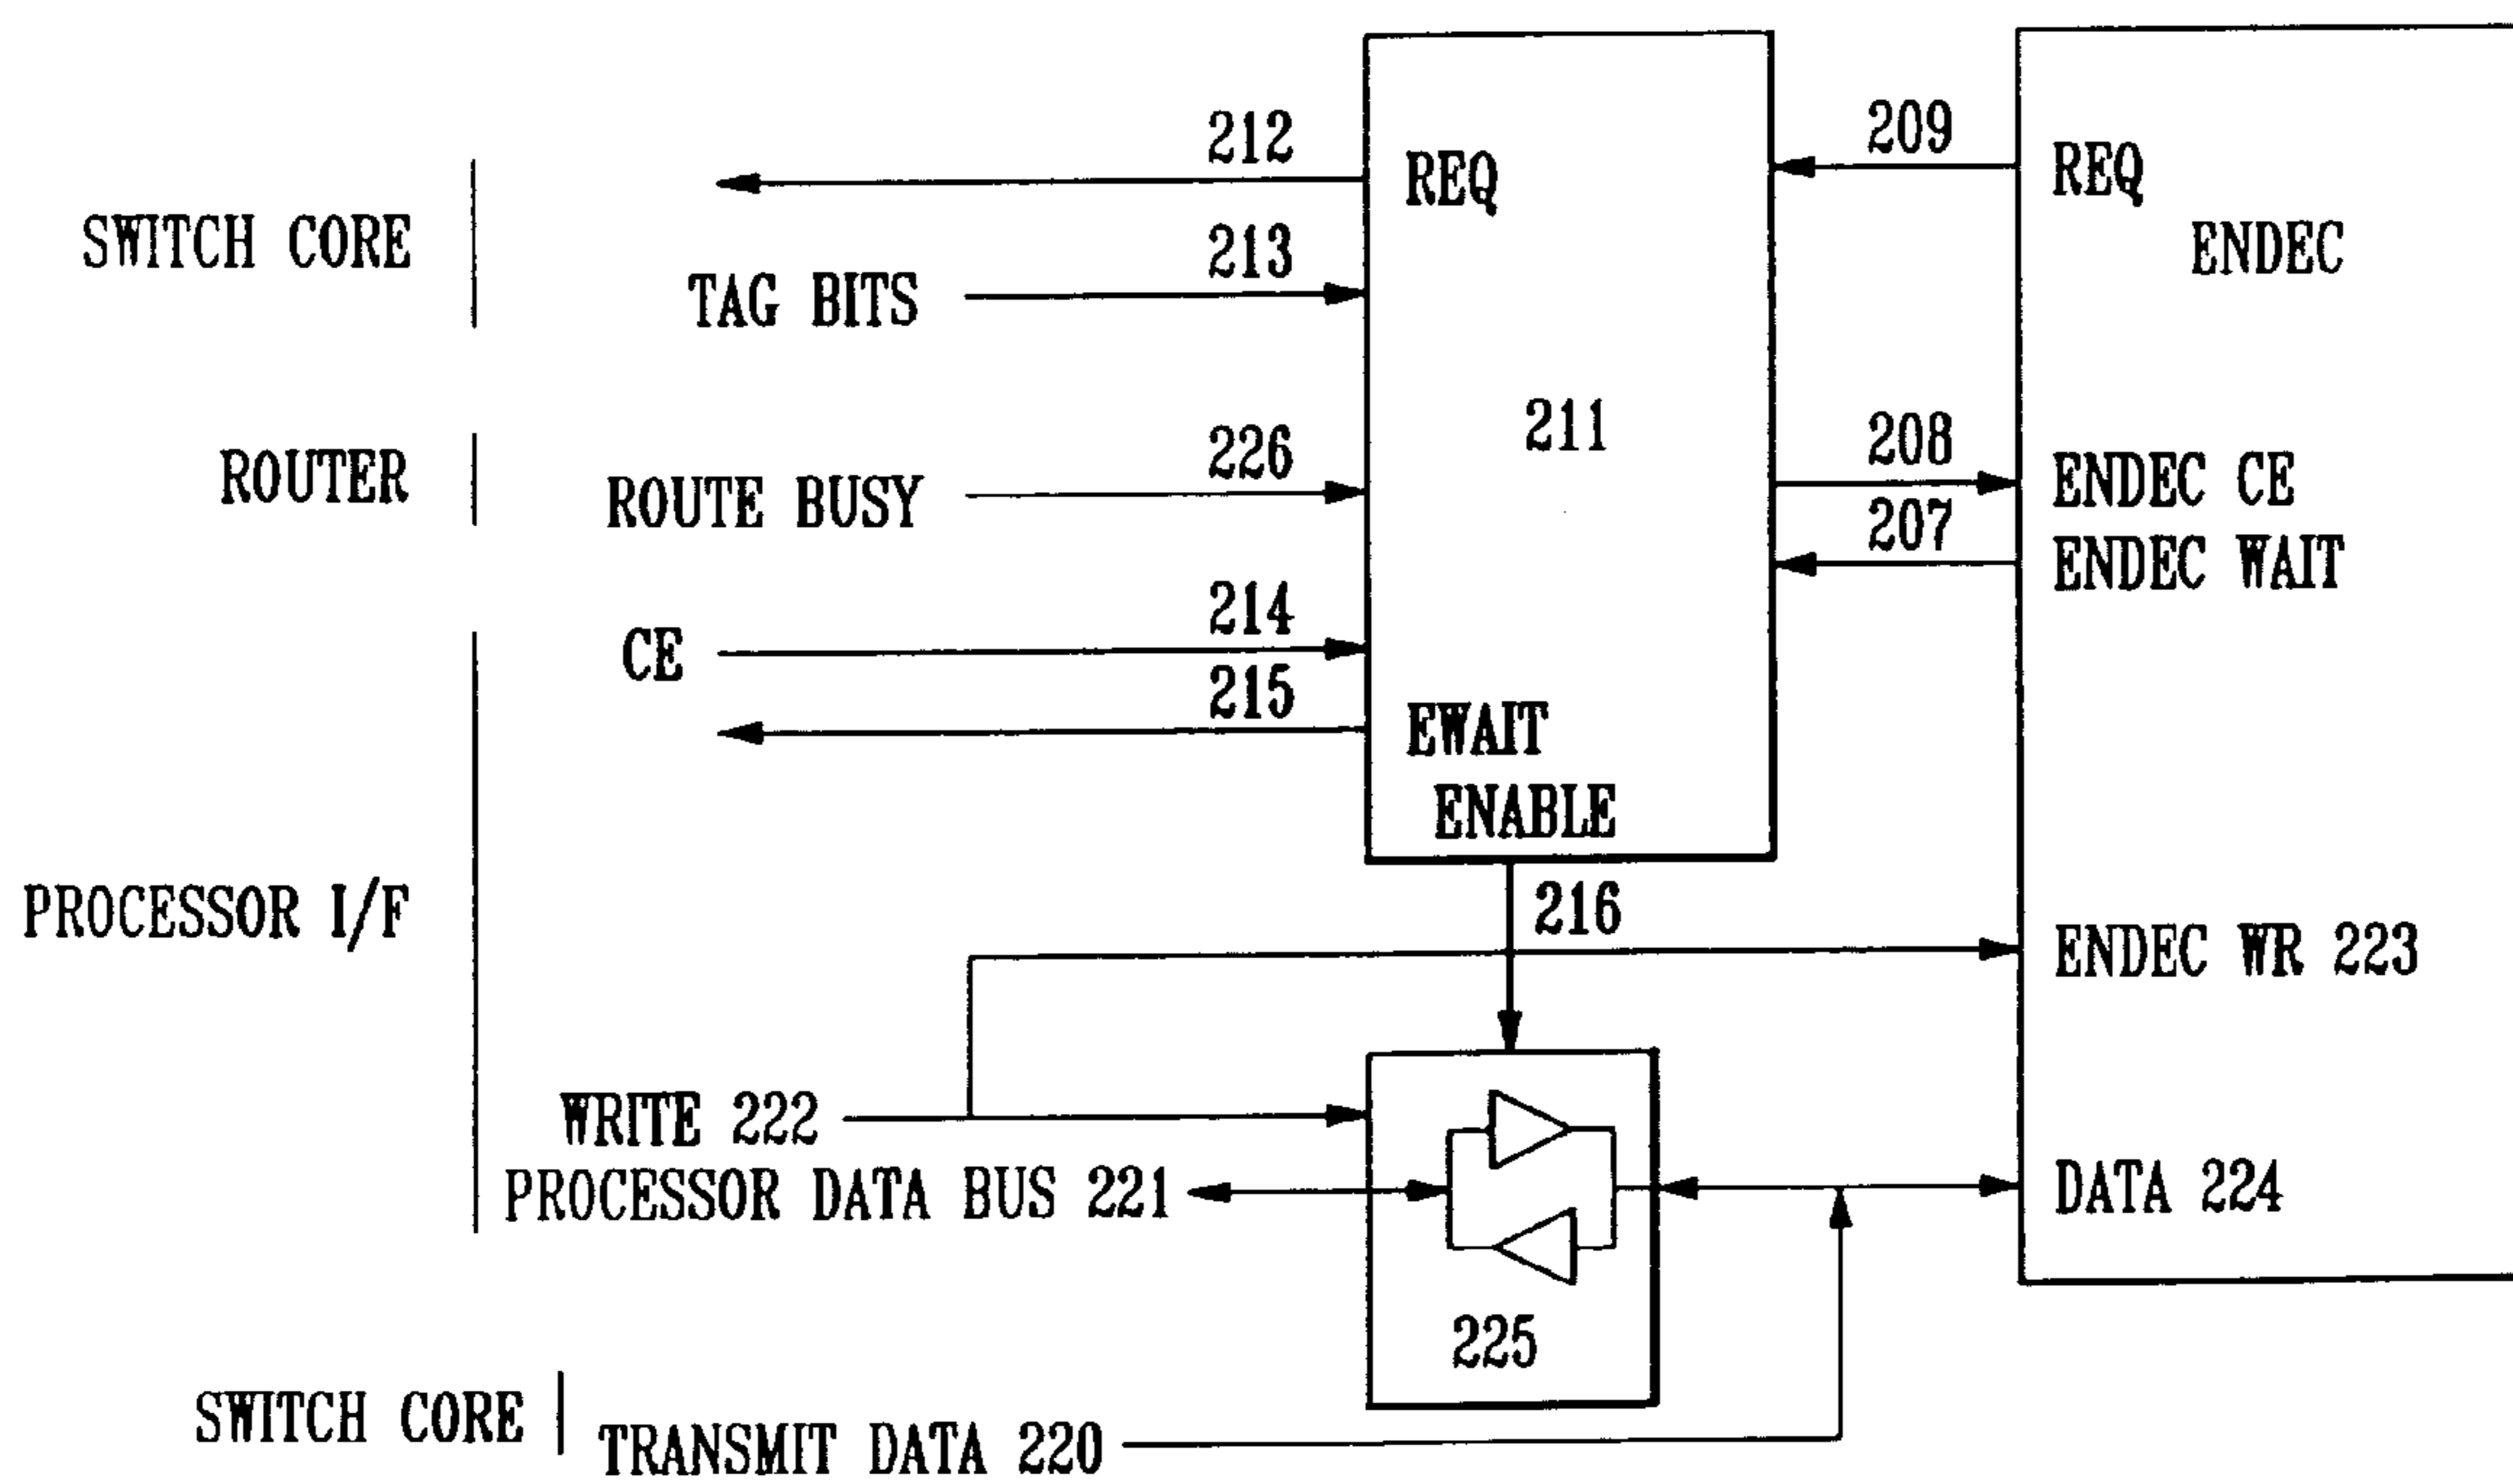 212
209
REQ
REQ
SWITCH CORE
213
ENDEC
TAG BITS
211
226
208
ROUTER
ROUTE BUSY
ENDEC CE
207
ENDEC WAIT
214
CE
215
EWAIT
ENABLE
PROCESSOR I/F
216
ENDEC WR 223
WRITE 222
PROCESSOR DATA BUS 221
DATA 224
225
SWITCH CORE
TRANSMIT DATA 220